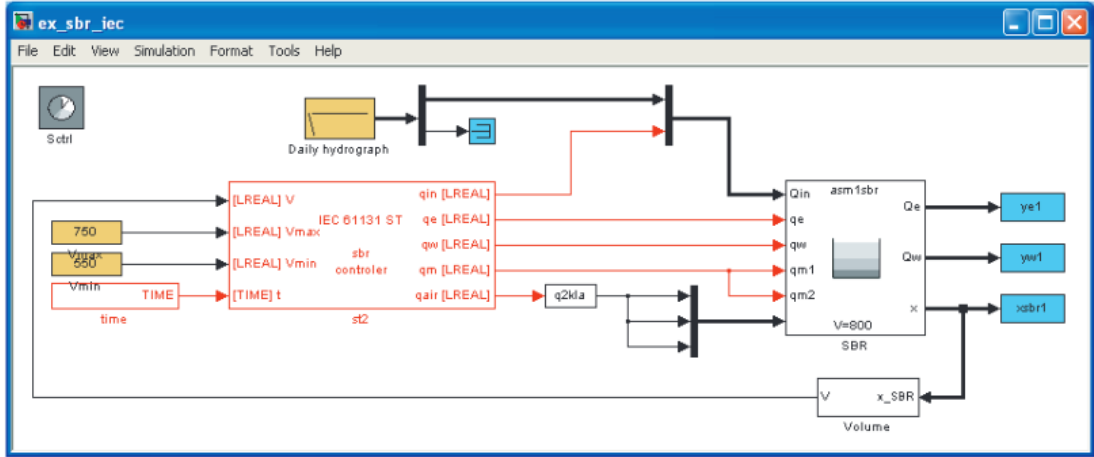 ex_sbr_iec
File Edit View Simulation Format Tools Help
Sctrl
Daily hydrograph
[LREAL] V
[LREAL] Vmax
[LREAL] Vmin
[TIME] t
IEC 61131 ST
sbr
controler
qin [LREAL]
qe [LREAL]
qw [LREAL]
qm [LREAL]
qair [LREAL]
st2
750
Vmax
550
Vmin
TIME
time
q2kla
Qin
qe
qw
qm1
qm2
asm1sbr
Qe
Qw
x
V=800
SBR
ye1
yw1
xsbr1
V x_SBR
Volume